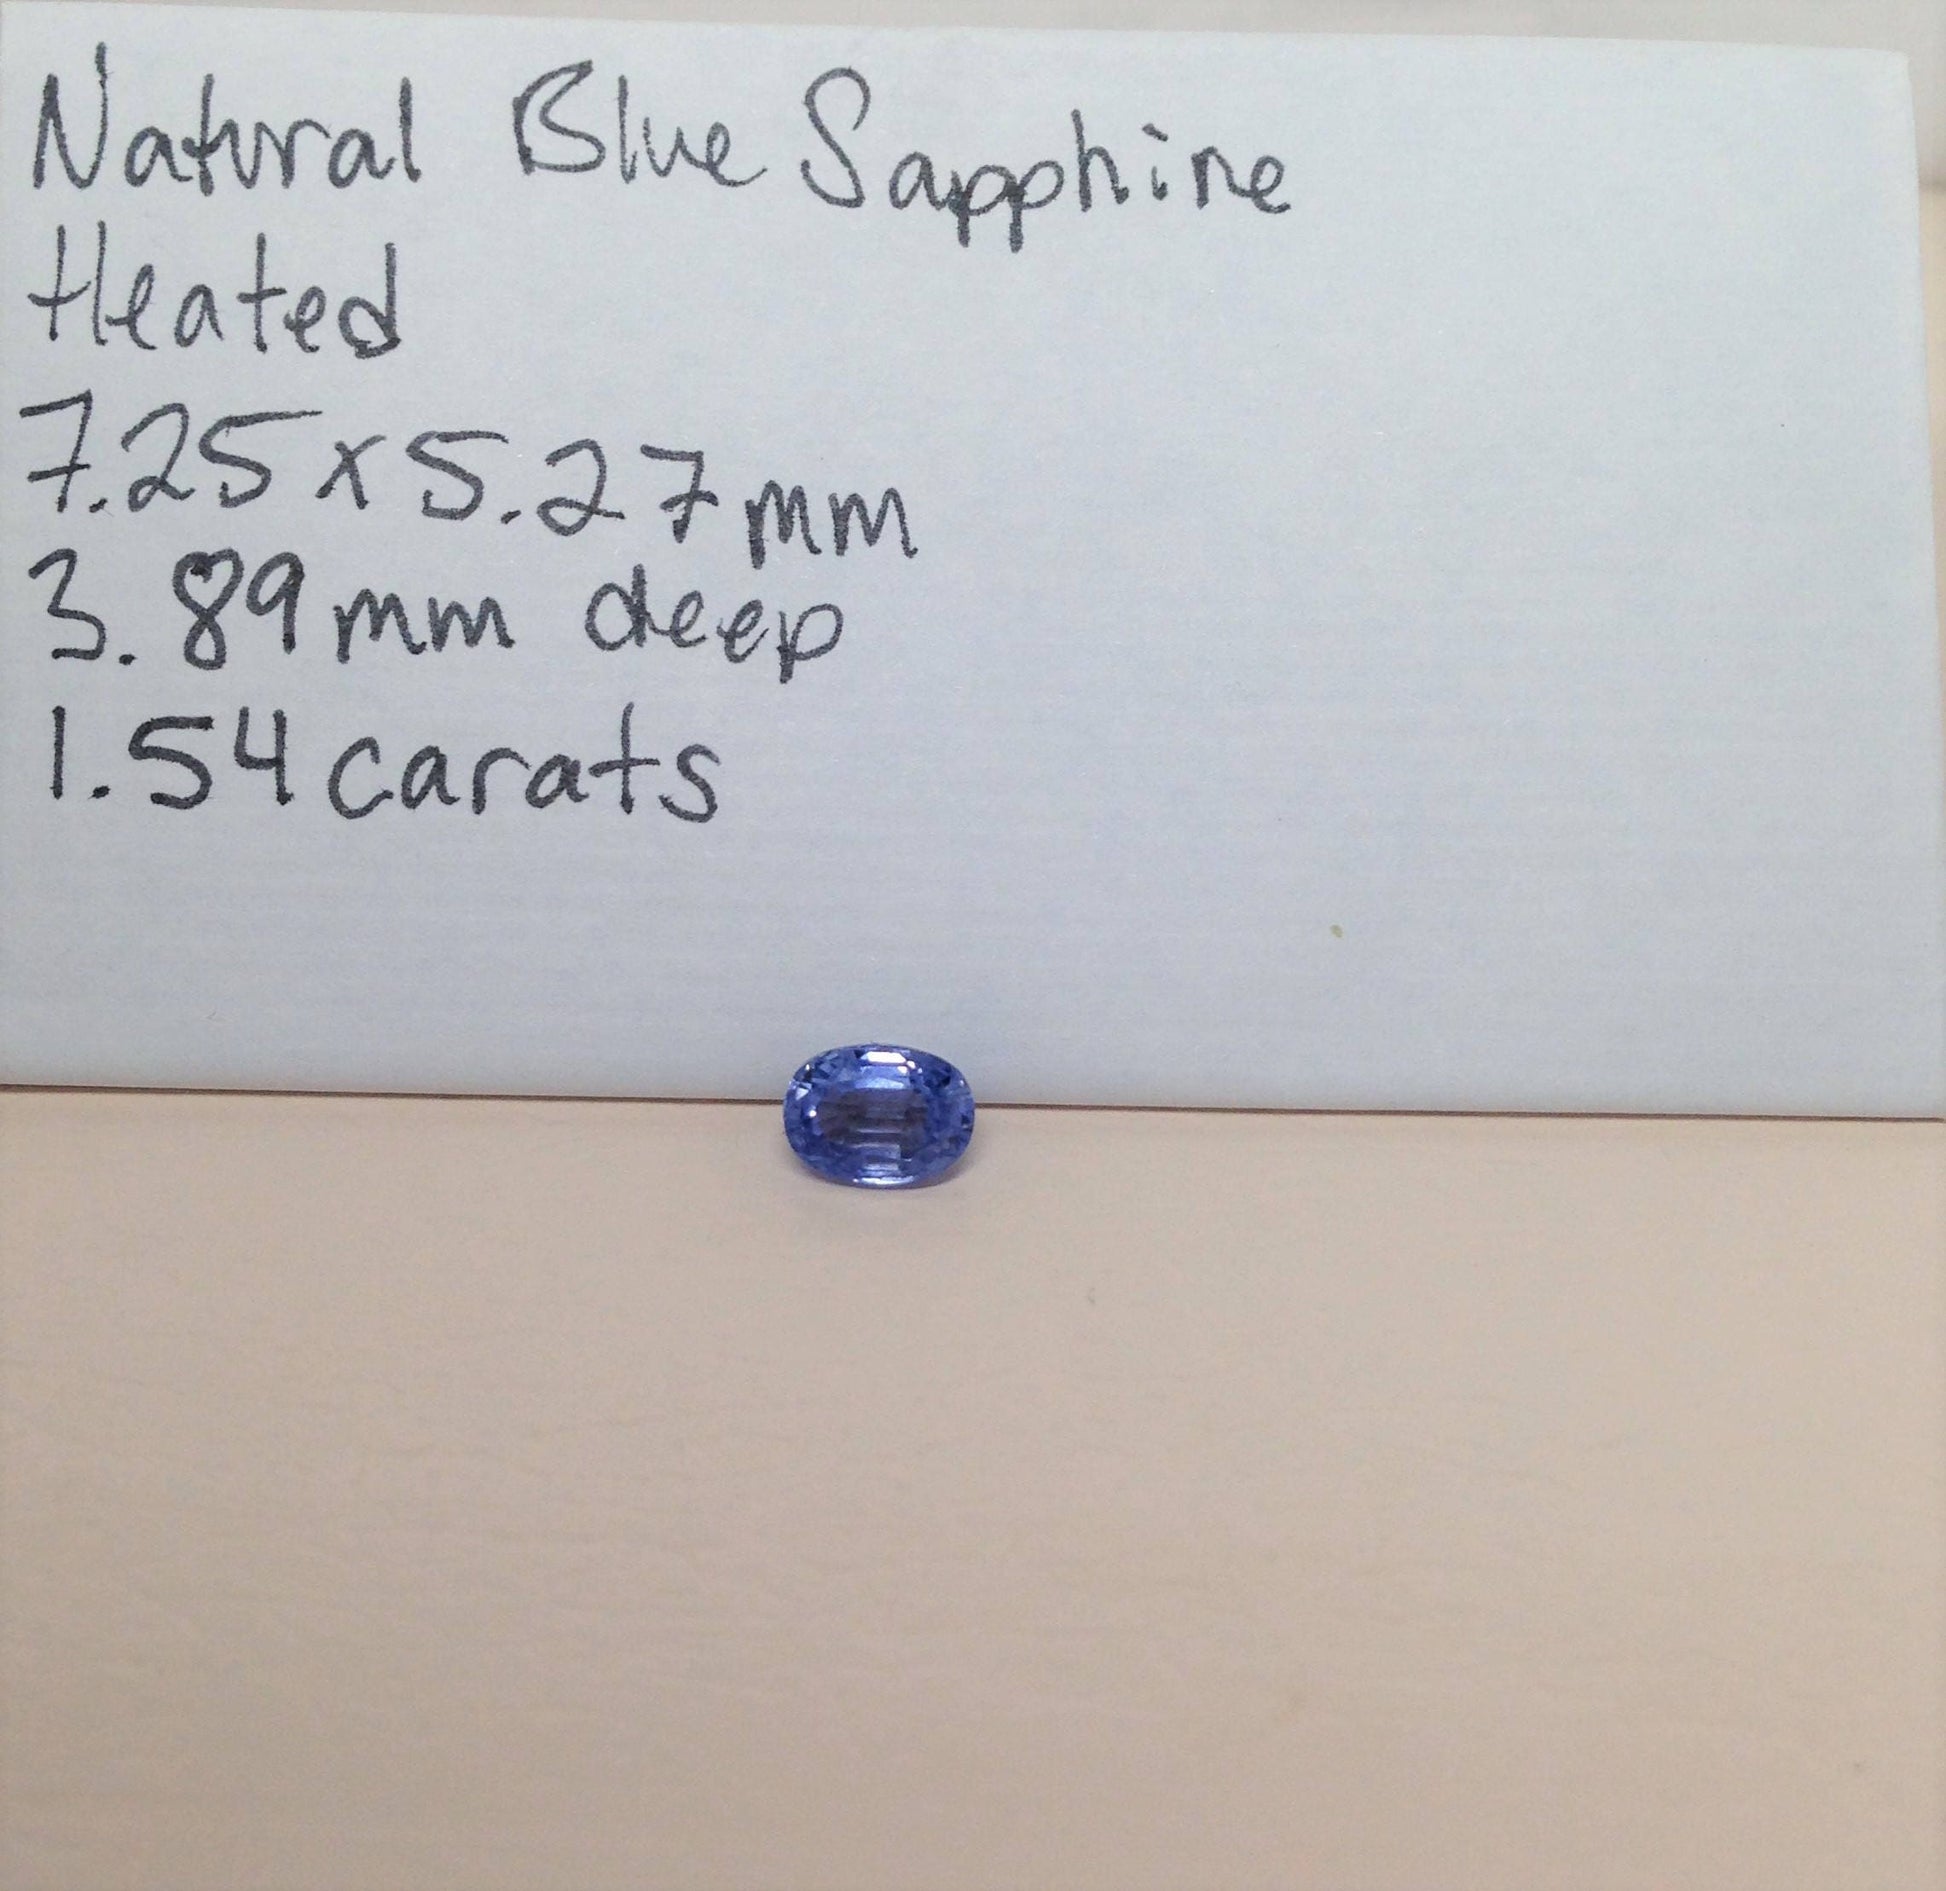 Natural Blue Sapphire
Heated
7.25 x 5.27 mm
3.89 mm deep
1.54 carats